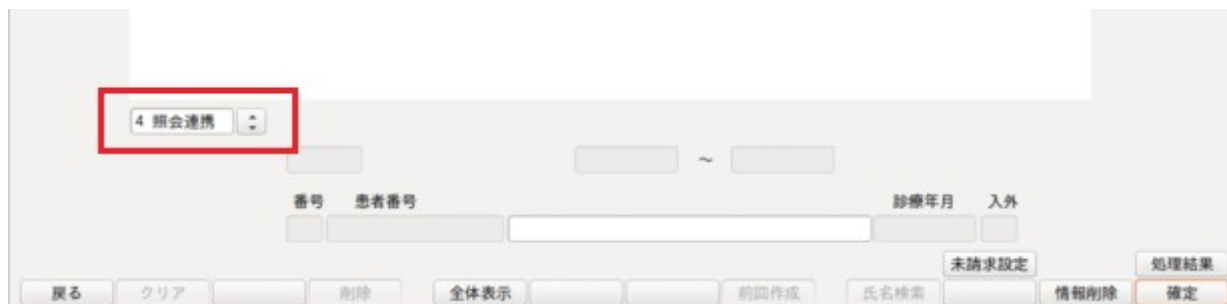 4 照会連携
～
番号 患者番号 診療年月 入外
未請求設定 処理結果
戻る クリア 削除 全体表示 前回作成 氏名検索 情報削除 確定